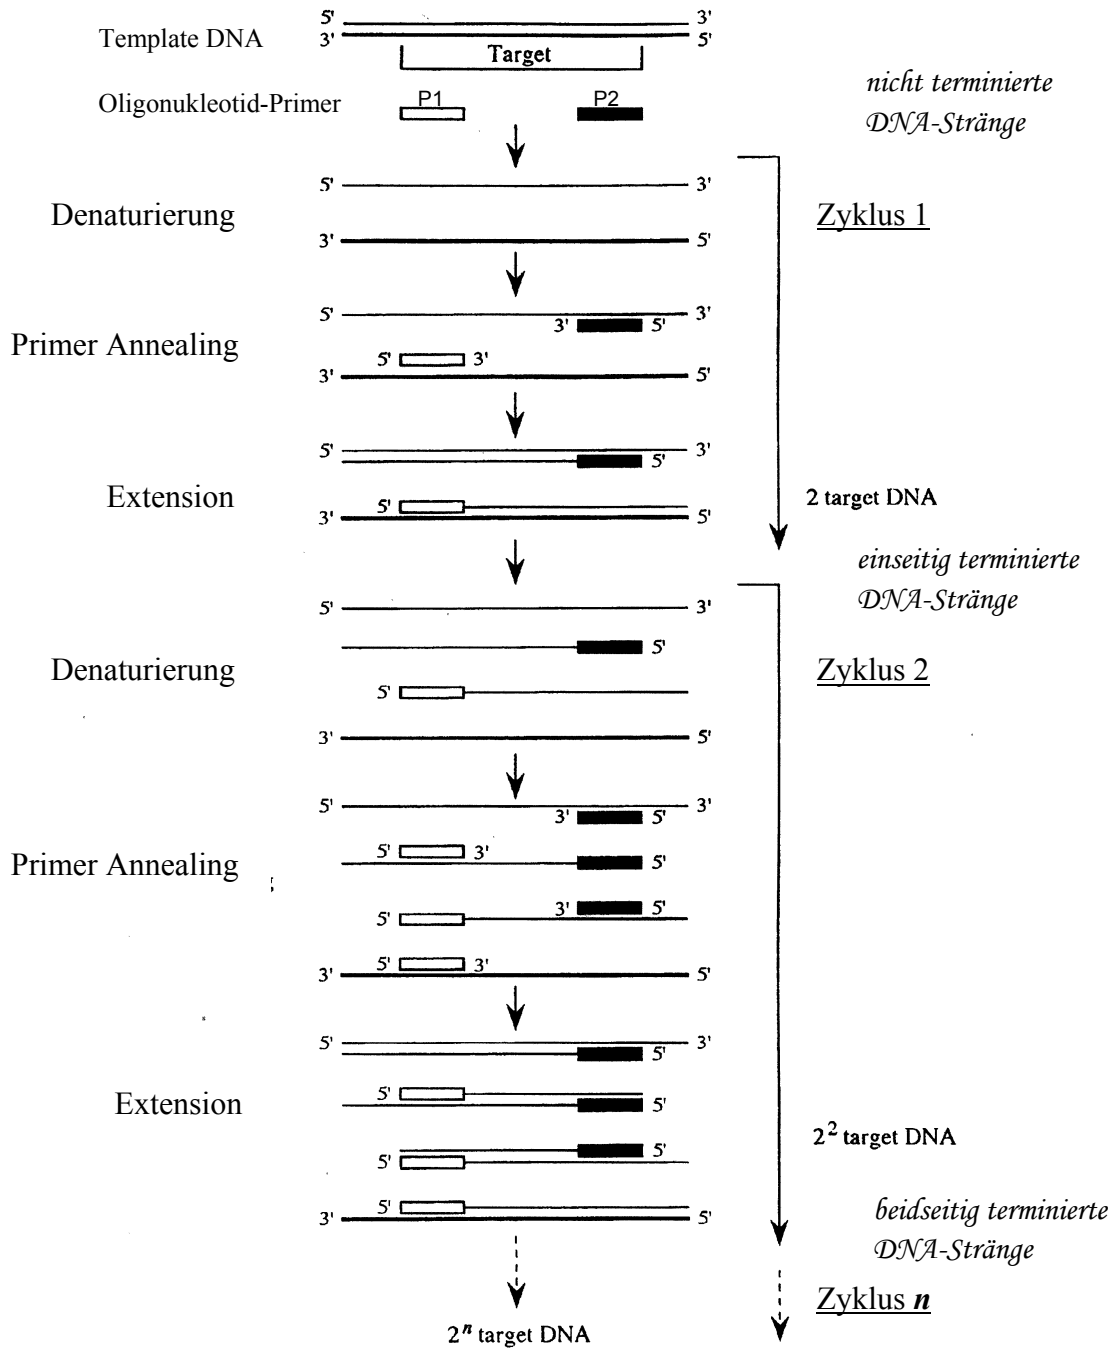 5' 3'
Template DNA
3' 5'
Target
nicht terminierte
DNA-Stränge
Oligonukleotid-Primer P1 P2
5' 3'
Denaturierung
Zyklus 1
3' 5'
5' 3'
3' 5'
Primer Annealing
5' 3'
3' 5'
5' 3'
5'
Extension
2 target DNA
5'
3' 5'
einseitig terminierte
DNA-Stränge
5' 3'
5'
Denaturierung
Zyklus 2
5'
3' 5'
5' 3'
3' 5'
Primer Annealing
5' 3'
5'
3' 5'
5'
5' 3'
3' 5'
5' 3'
5'
5'
5'
Extension
2² target DNA
5'
5'
5'
3' 5'
beidseitig terminierte
DNA-Stränge
Zyklus n
2ⁿ target DNA